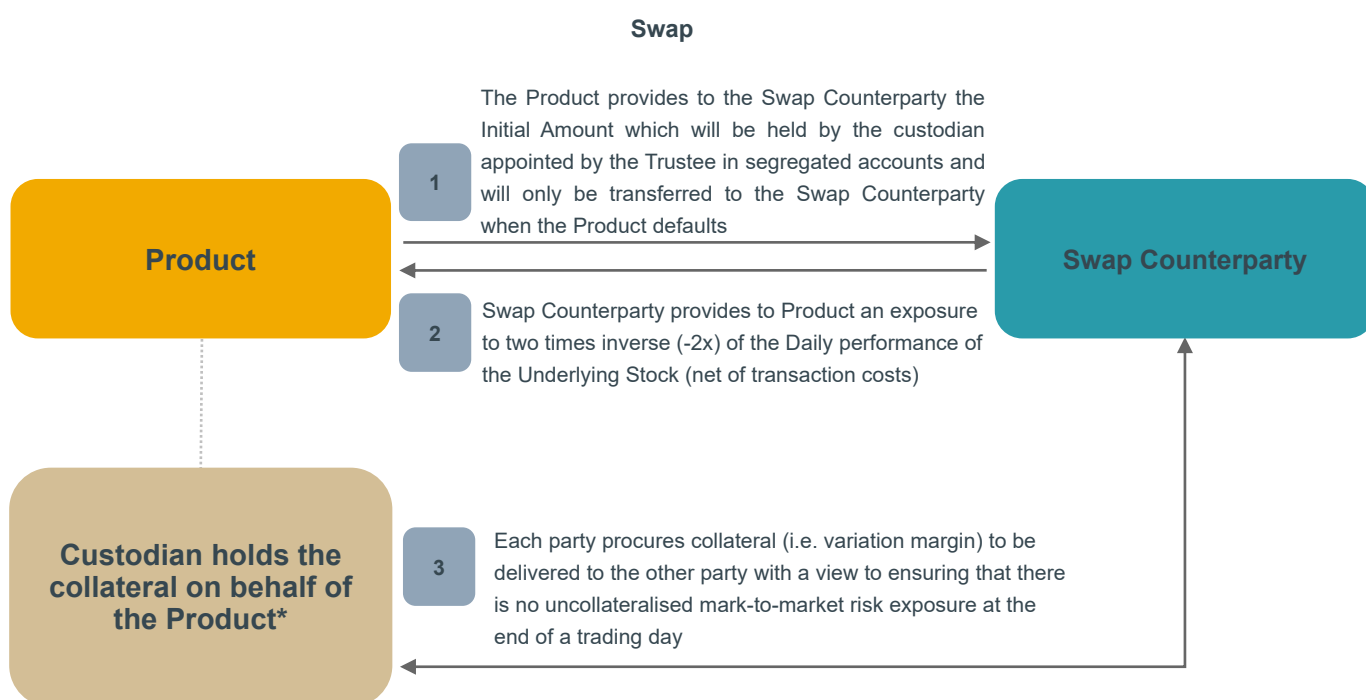 Swap
The Product provides to the Swap Counterparty the
Initial Amount which will be held by the custodian
appointed by the Trustee in segregated accounts and
will only be transferred to the Swap Counterparty
when the Product defaults
1
Product
Swap Counterparty
2
Swap Counterparty provides to Product an exposure
to two times inverse (-2x) of the Daily performance of
the Underlying Stock (net of transaction costs)
Custodian holds the
collateral on behalf of
the Product*
3
Each party procures collateral (i.e. variation margin) to be
delivered to the other party with a view to ensuring that there
is no uncollateralised mark-to-market risk exposure at the
end of a trading day